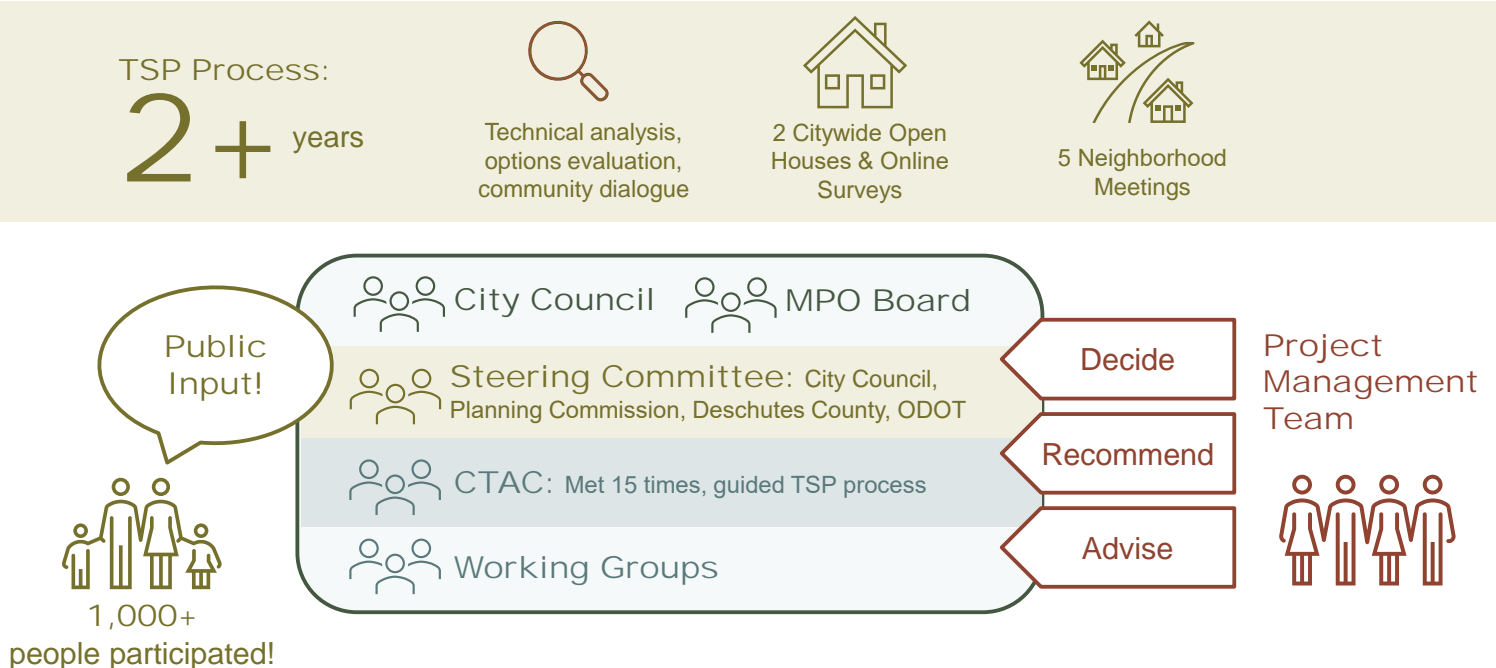 TSP Process:
2+ years
Technical analysis,
options evaluation,
community dialogue
2 Citywide Open
Houses & Online
Surveys
5 Neighborhood
Meetings
Public
Input!
1,000+
people participated!
City Council
MPO Board
Steering Committee: City Council,
Planning Commission, Deschutes County, ODOT
CTAC: Met 15 times, guided TSP process
Working Groups
Decide
Recommend
Advise
Project
Management
Team